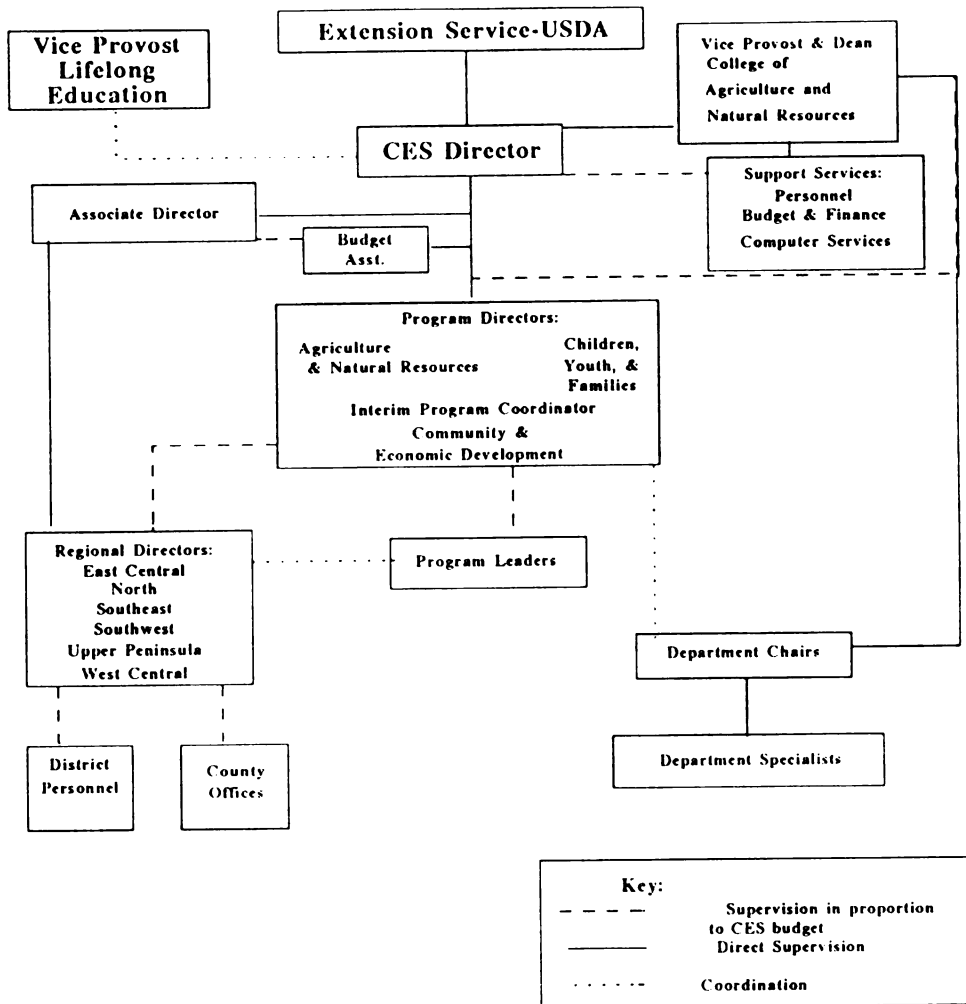 Extension Service-USDA
Vice Provost
Lifelong
Education
Vice Provost & Dean
College of
Agriculture and
Natural Resources
CES Director
Support Services:
Personnel
Budget & Finance
Computer Services
Associate Director
Budget
Asst.
Program Directors:
Agriculture
& Natural Resources
Children,
Youth, &
Families
Interim Program Coordinator
Community &
Economic Development
Regional Directors:
East Central
North
Southeast
Southwest
Upper Peninsula
West Central
Program Leaders
Department Chairs
District
Personnel
County
Offices
Department Specialists
Key:
Supervision in proportion
to CES budget
Direct Supervision
Coordination